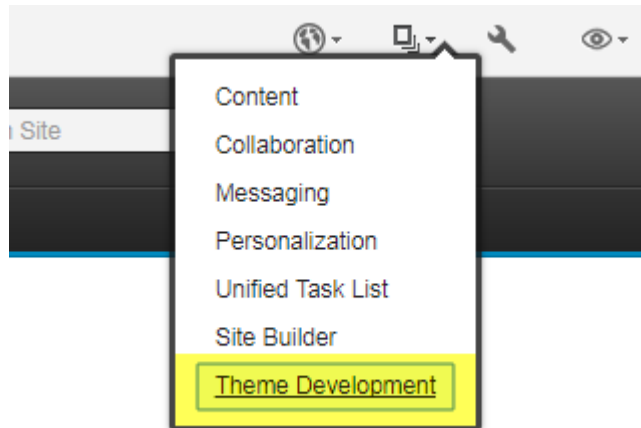 Site
Content
Collaboration
Messaging
Personalization
Unified Task List
Site Builder
Theme Development